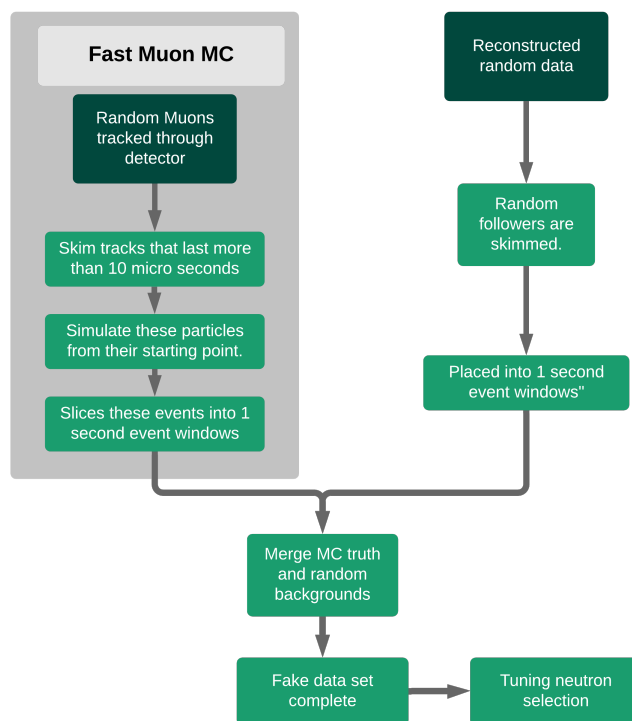 Fast Muon MC
Random Muons
tracked through
detector
Skim tracks that last more
than 10 micro seconds
Simulate these particles
from their starting point.
Slices these events into 1
second event windows
Reconstructed
random data
Random
followers are
skimmed.
Placed into 1 second
event windows"
Merge MC truth
and random
backgrounds
Fake data set
complete
Tuning neutron
selection